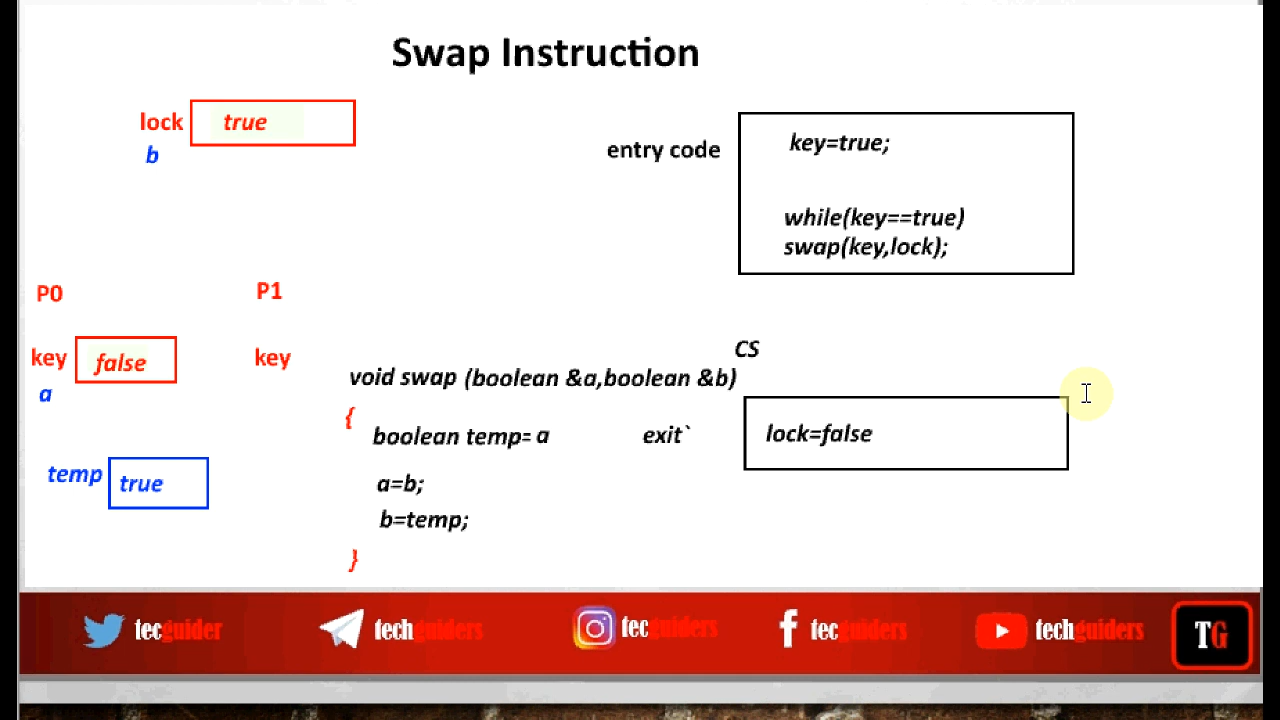 Swap Instruction
lock true
b
entry code
key=true;
while(key==true)
swap(key,lock);
P0
P1
key false
a
key
temp true
void swap (boolean &a,boolean &b)
{
boolean temp= a
a=b;
b=temp;
}
CS
exit`
lock=false
tecguider
techguiders
tecguiders
tecguiders
techguiders
TG